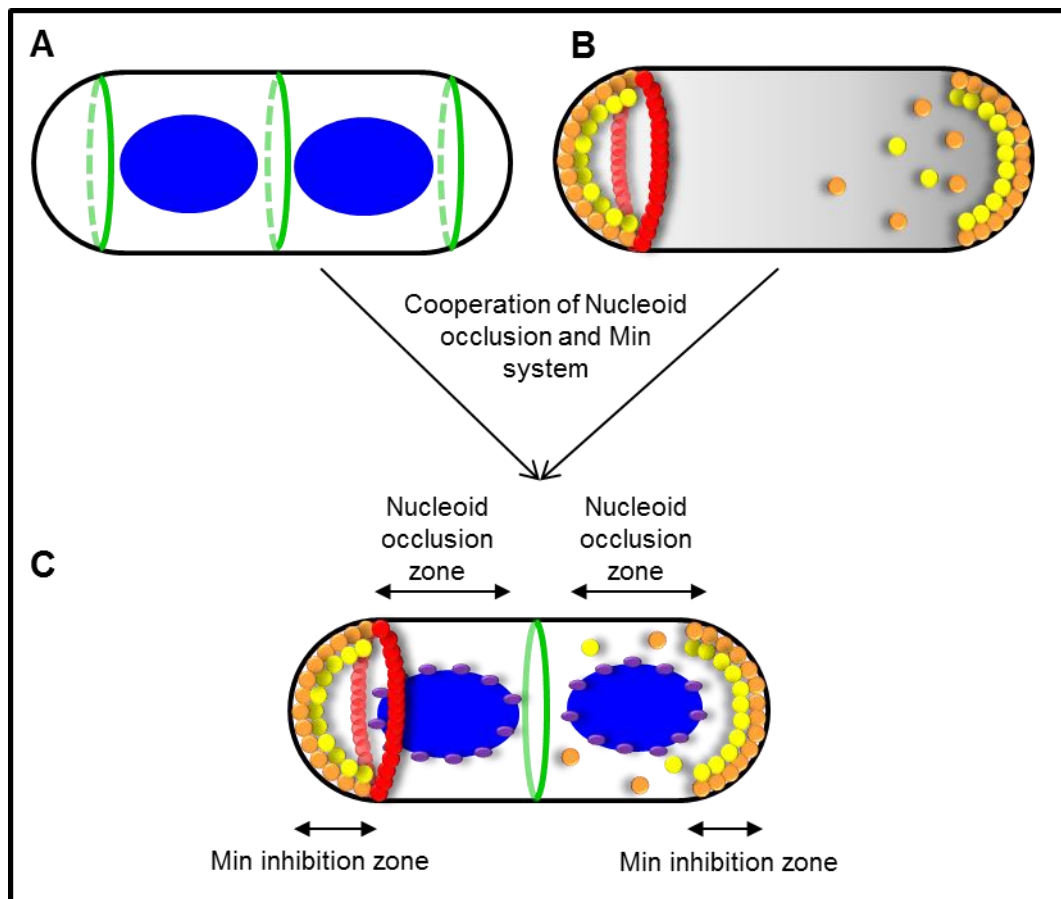 A
B
Cooperation of Nucleoid
occlusion and Min
system
Nucleoid
occlusion
zone
Nucleoid
occlusion
zone
C
Min inhibition zone
Min inhibition zone